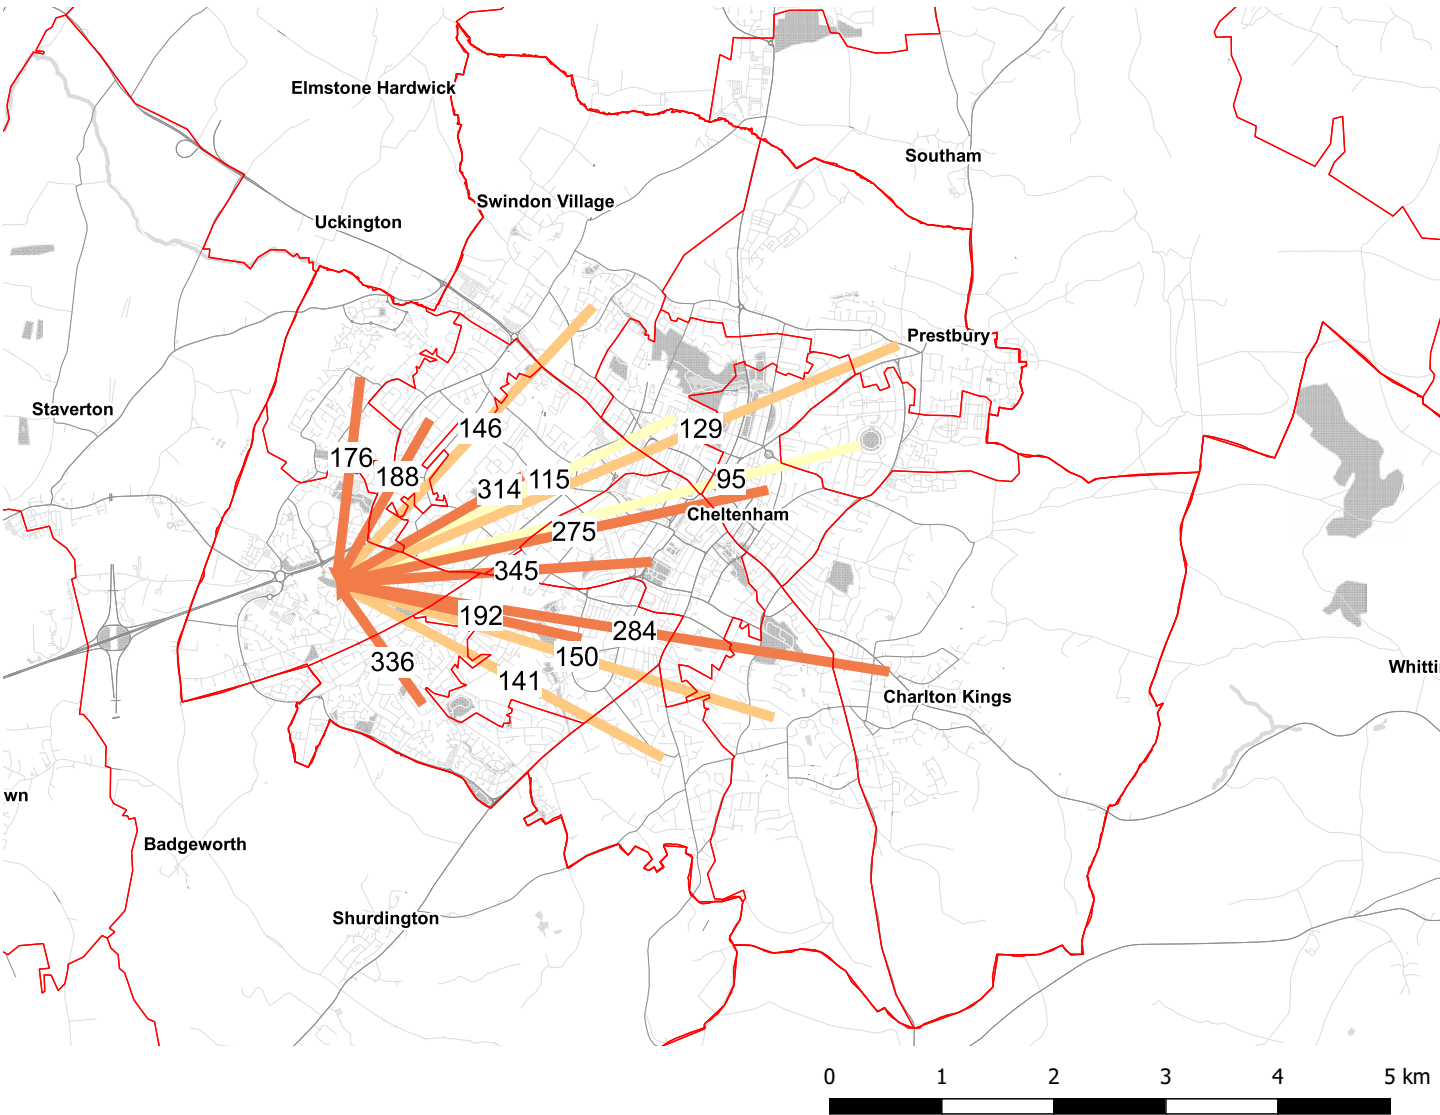 Elmstone Hardwick
Southam
Swindon Village
Uckington
Prestbury
Staverton
146
129
176
188
115
95
314
Cheltenham
275
345
192
284
150
336
141
Whitti
Charlton Kings
wn
Badgeworth
Shurdington
0 1 2 3 4 5 km